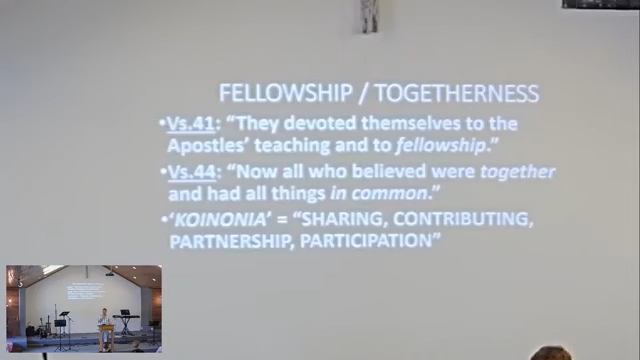 FELLOWSHIP / TOGETHERNESS
•Vs.41: “They devoted themselves to the
Apostles’ teaching and to fellowship.”
•Vs.44: “Now all who believed were together
and had all things in common.”
•‘KOINONIA’ = “SHARING, CONTRIBUTING,
PARTNERSHIP, PARTICIPATION”